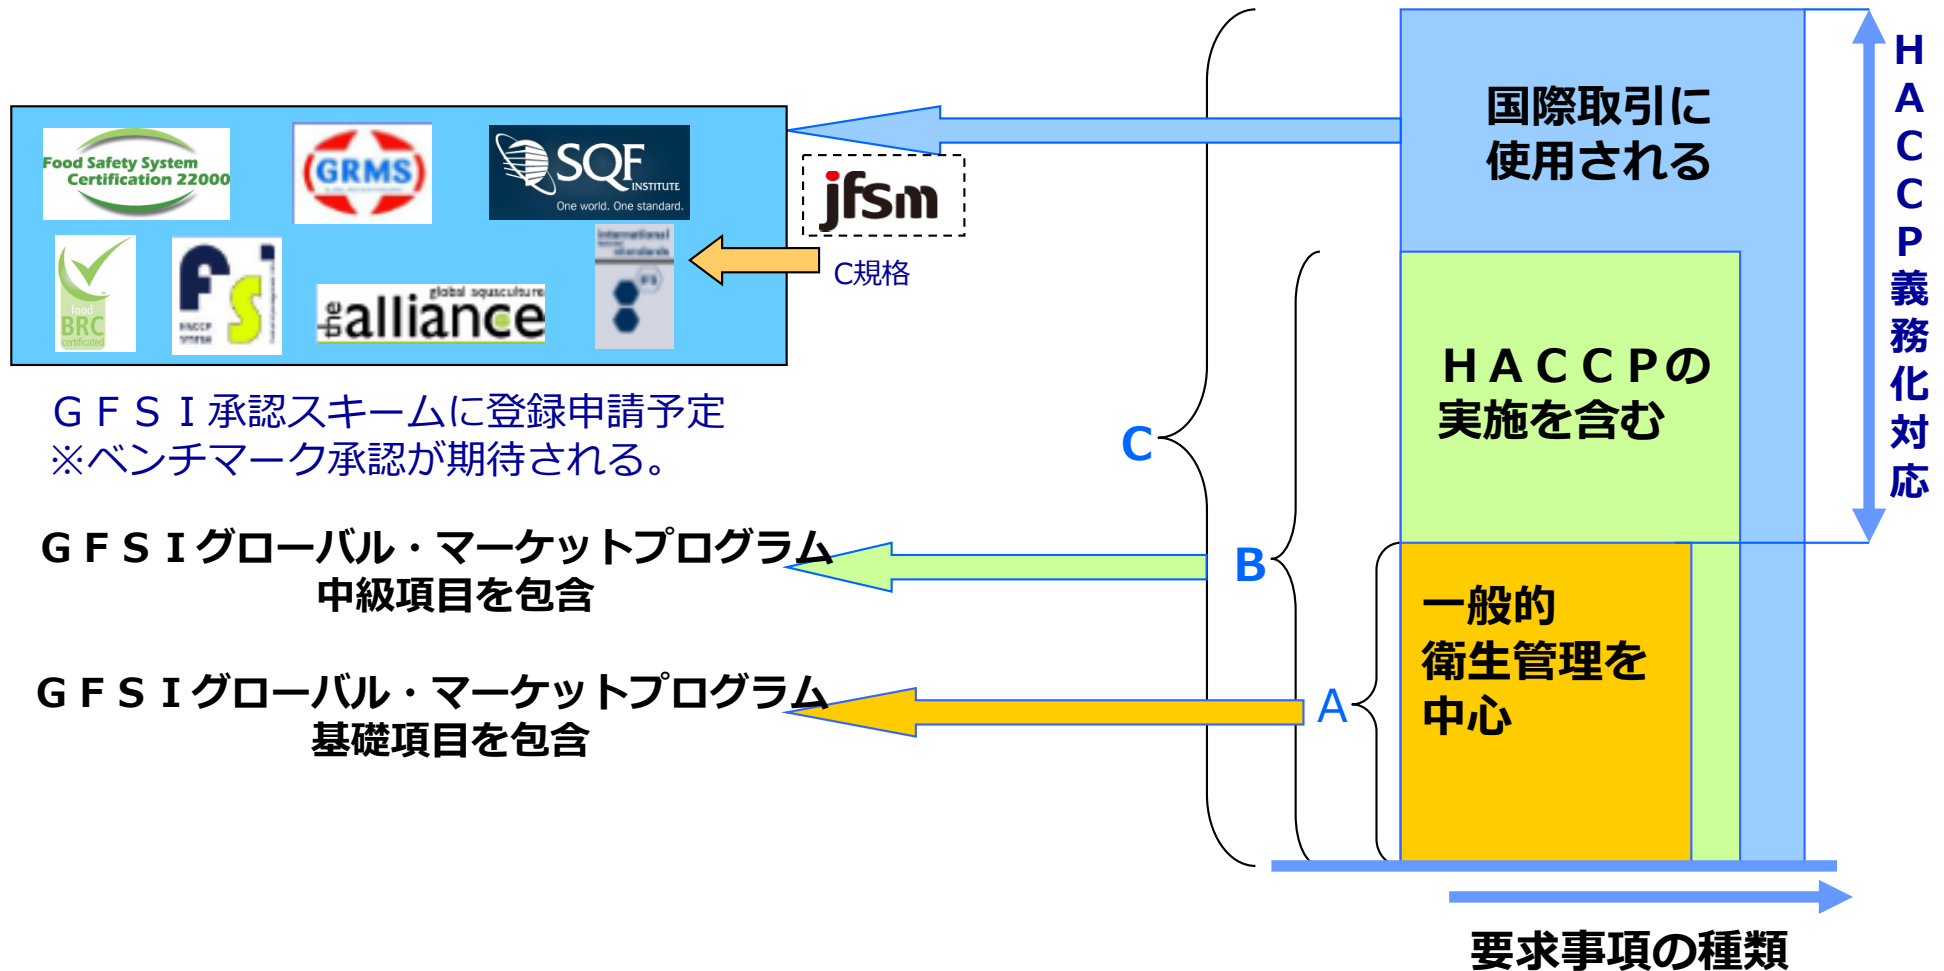 Food Safety System
Certification 22000
GRMS
SQF
INSTITUTE
One world. One standard.
jfsm
C規格
food
BRC
certificated
FS
HACCP
SYSTEM
global aquaculture
the alliance
international
standards
IFS
ＧＦＳＩ承認スキームに登録申請予定
※ベンチマーク承認が期待される。
ＧＦＳＩグローバル・マーケットプログラム
中級項目を包含
ＧＦＳＩグローバル・マーケットプログラム
基礎項目を包含
C
B
A
国際取引に
使用される
ＨＡＣＣＰの
実施を含む
一般的
衛生管理を
中心
ＨＡＣＣＰ義務化対応
要求事項の種類